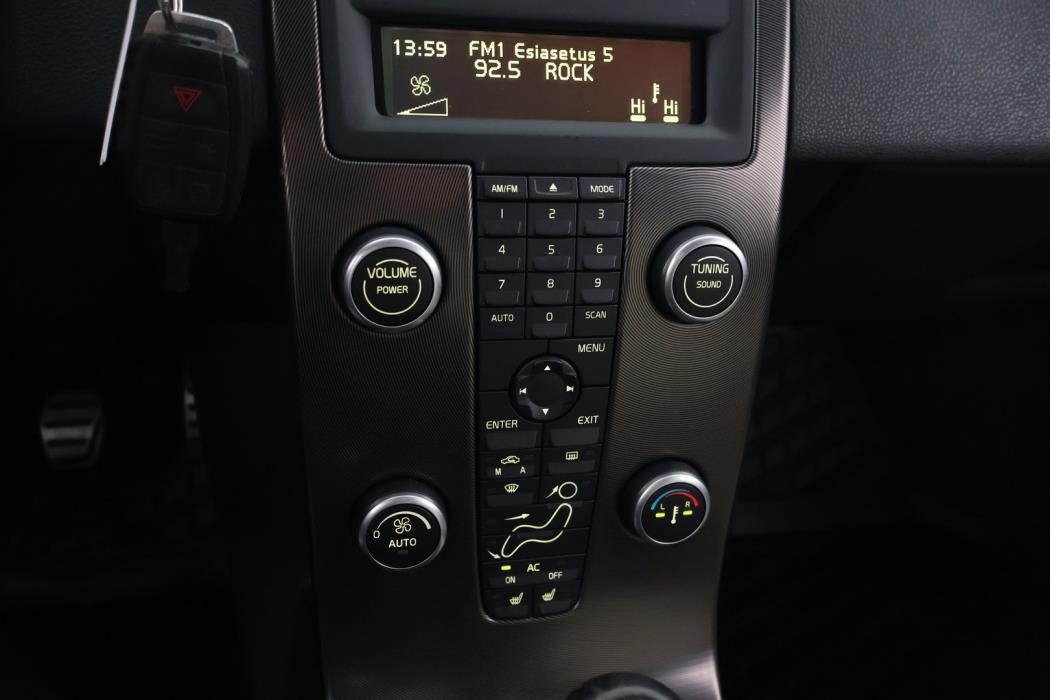 13:59 FM1 Esiasetus 5
92.5 ROCK
Hi Hi
AM/FM MODE
1 2 3
4 5 6
7 8 9
AUTO 0 SCAN
VOLUME
POWER
TUNING
SOUND
MENU
ENTER EXIT
M A
0
AUTO
L R
AC
ON OFF